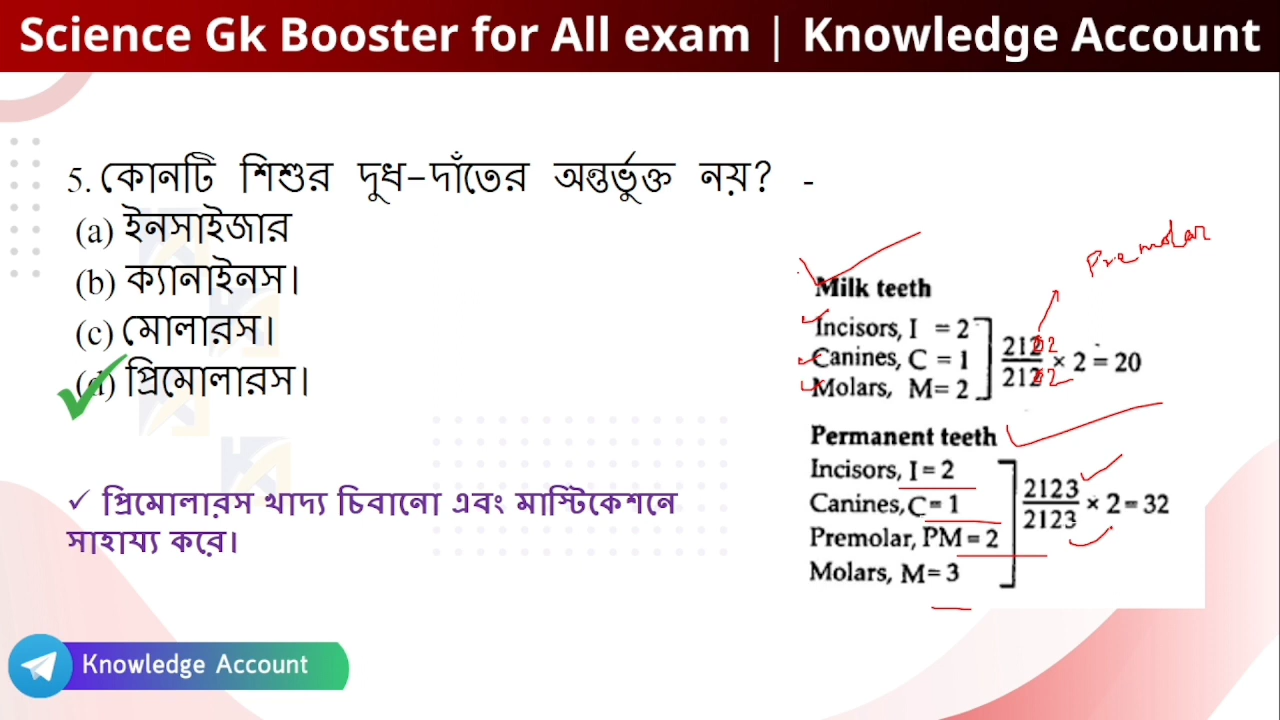 Science Gk Booster for All exam | Knowledge Account
5. কোনটি শিশুর দুধ-দাঁতের অন্তর্ভুক্ত নয়? -
(a) ইনসাইজার
(b) ক্যানাইনস।
(c) মোলারস।
(d) প্রিমোলারস।
✓ প্রিমোলারস খাদ্য চিবানো এবং মাস্টিকেশনে
সাহায্য করে।
Premolar
Milk teeth
Incisors, I = 2
Canines, C = 1
Molars, M= 2
212 02
212 02
× 2 = 20
Permanent teeth
Incisors, I = 2
Canines, C = 1
Premolar, PM = 2
Molars, M= 3
2123
2123
× 2 = 32
Knowledge Account